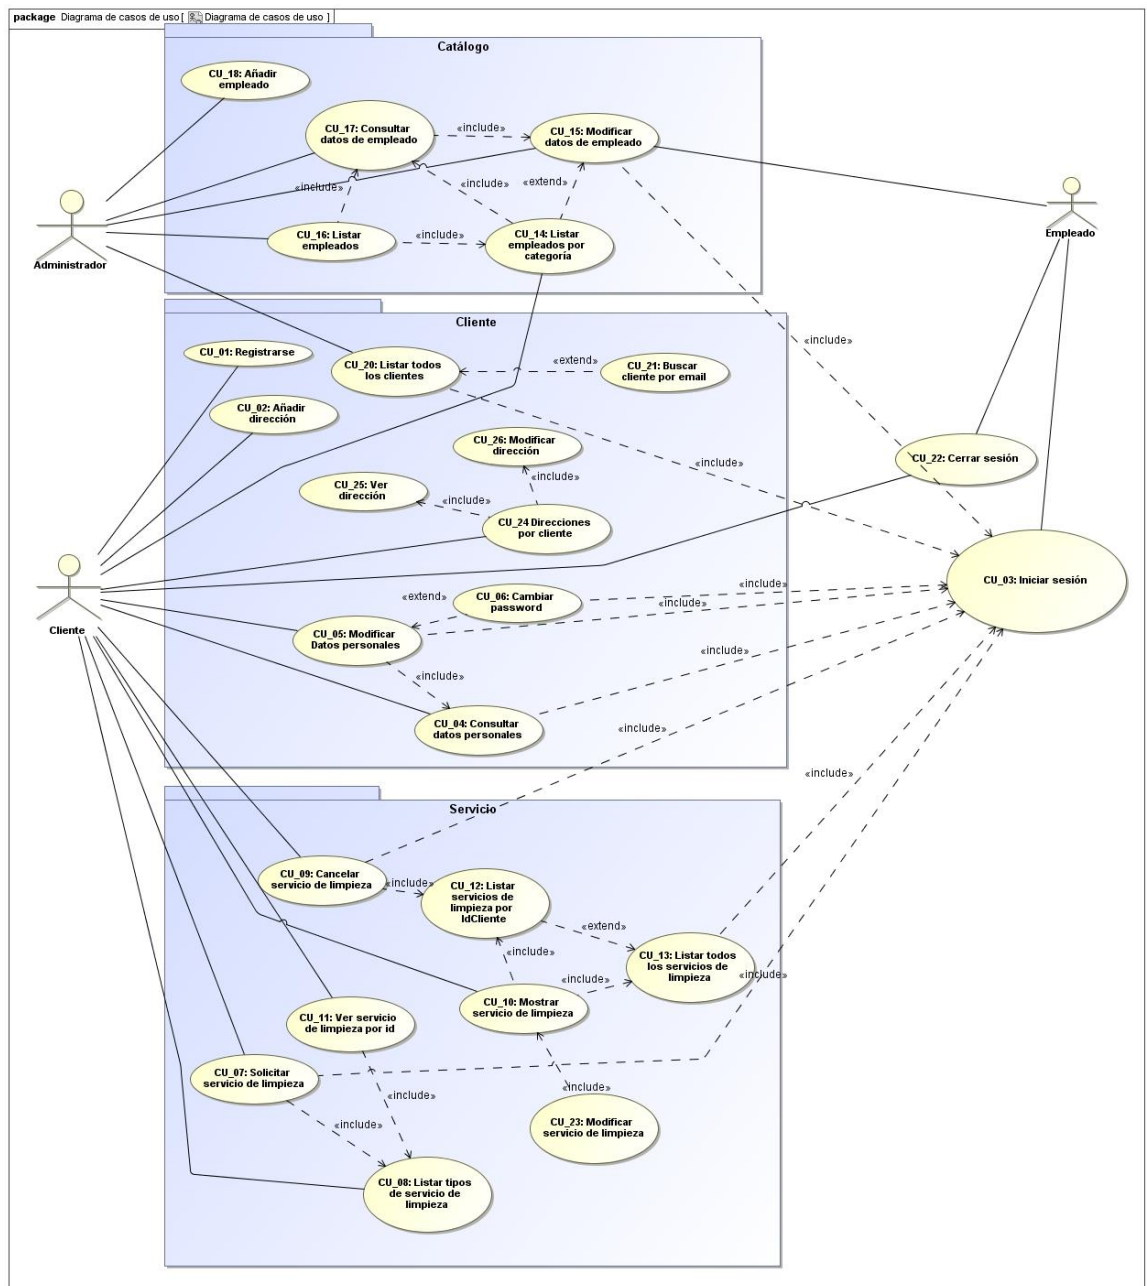 package Diagrama de casos de uso [ Diagrama de casos de uso ]
Catálogo
CU_18: Añadir
empleado
CU_17: Consultar
datos de empleado
«include»
CU_15: Modificar
datos de empleado
«include»
«include»
«extend»
CU_16: Listar
empleados
«include»
CU_14: Listar
empleados por
categoría
Administrador
Empleado
Cliente
CU_01: Registrarse
CU_20: Listar todos
los clientes
«extend»
CU_21: Buscar
cliente por email
«include»
CU_02: Añadir
dirección
CU_26: Modificar
dirección
CU_22: Cerrar sesión
«include»
CU_25: Ver
dirección
«include»
«include»
CU_24 Direcciones
por cliente
CU_03: Iniciar sesión
Cliente
«extend»
CU_06: Cambiar
password
«include»
«include»
CU_05: Modificar
Datos personales
«include»
«include»
CU_04: Consultar
datos personales
«include»
«include»
Servicio
CU_09: Cancelar
servicio de limpieza
«include»
CU_12: Listar
servicios de
limpieza por
IdCliente
«extend»
CU_13: Listar todos
los servicios de
limpieza
«include»
«include»
«include»
CU_10: Mostrar
servicio de limpieza
CU_11: Ver servicio
de limpieza por id
CU_07: Solicitar
servicio de limpieza
«include»
«include»
«include»
CU_23: Modificar
servicio de limpieza
CU_08: Listar tipos
de servicio de
limpieza